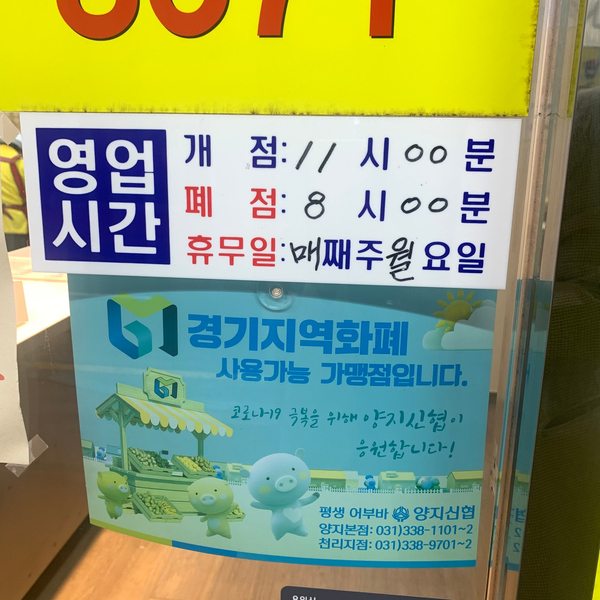 영업
시간
개 점: 11 시 00 분
폐 점: 8 시 00 분
휴무일: 매째주 월요일
경기지역화폐
사용가능 가맹점입니다.
코로나19 극복을 위해 양지신협이
응원합니다!
평생 어부바 양지신협
양지본점: 031)338-1101~2
천리지점: 031)338-9701~2